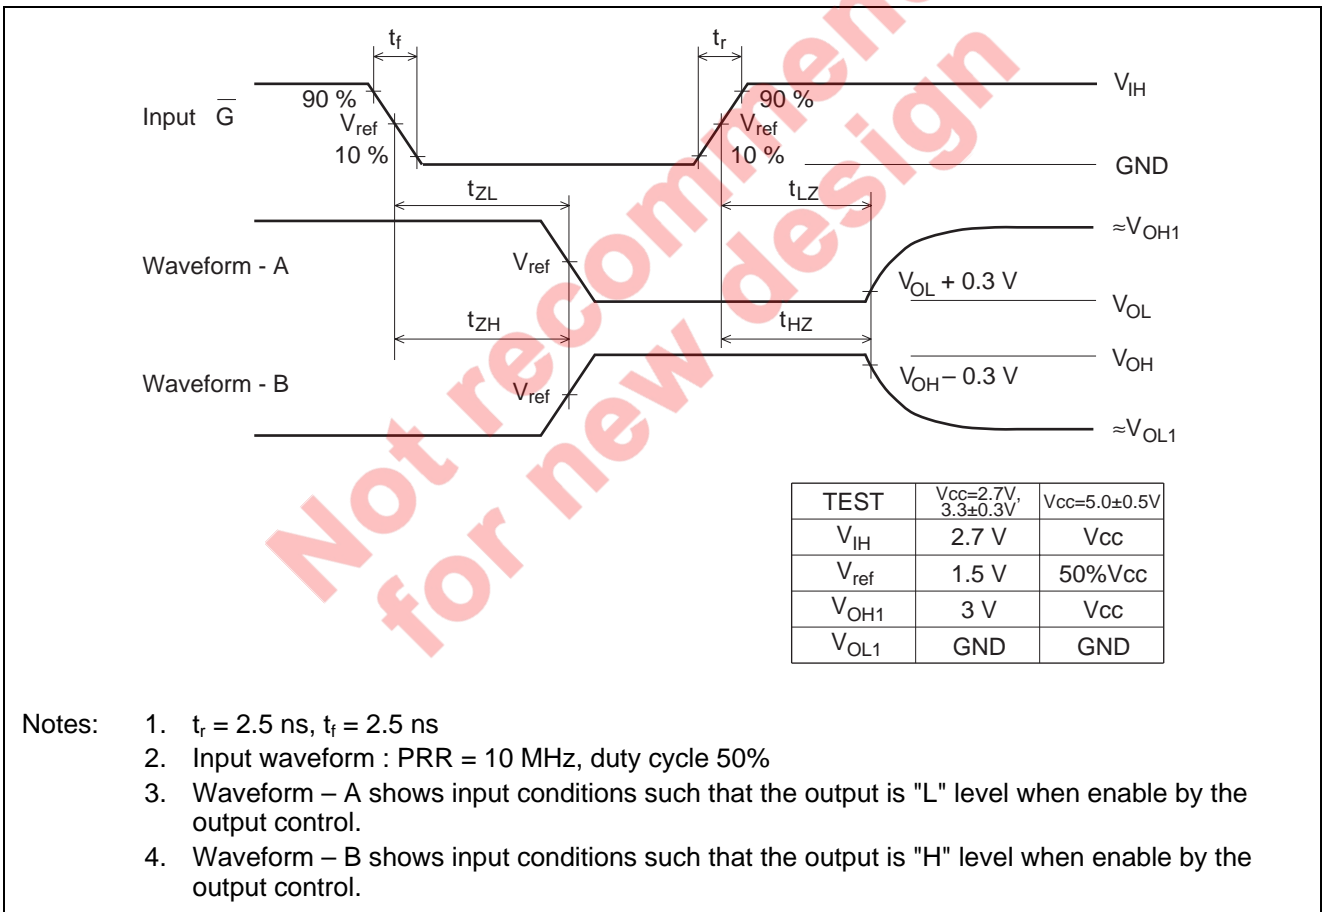 tf tr
Input G̅ 90 % Vref 10 % 90 % Vref 10 % VIH
GND
tZL tLZ
Waveform - A Vref VOL + 0.3 V ≈VOH1
VOL
tZH tHZ
Waveform - B Vref VOH – 0.3 V VOH
≈VOL1
TEST Vcc=2.7V, 3.3±0.3V Vcc=5.0±0.5V
VIH 2.7 V Vcc
Vref 1.5 V 50%Vcc
VOH1 3 V Vcc
VOL1 GND GND
Notes: 1. tr = 2.5 ns, tf = 2.5 ns
2. Input waveform : PRR = 10 MHz, duty cycle 50%
3. Waveform – A shows input conditions such that the output is "L" level when enable by the
output control.
4. Waveform – B shows input conditions such that the output is "H" level when enable by the
output control.
for new design